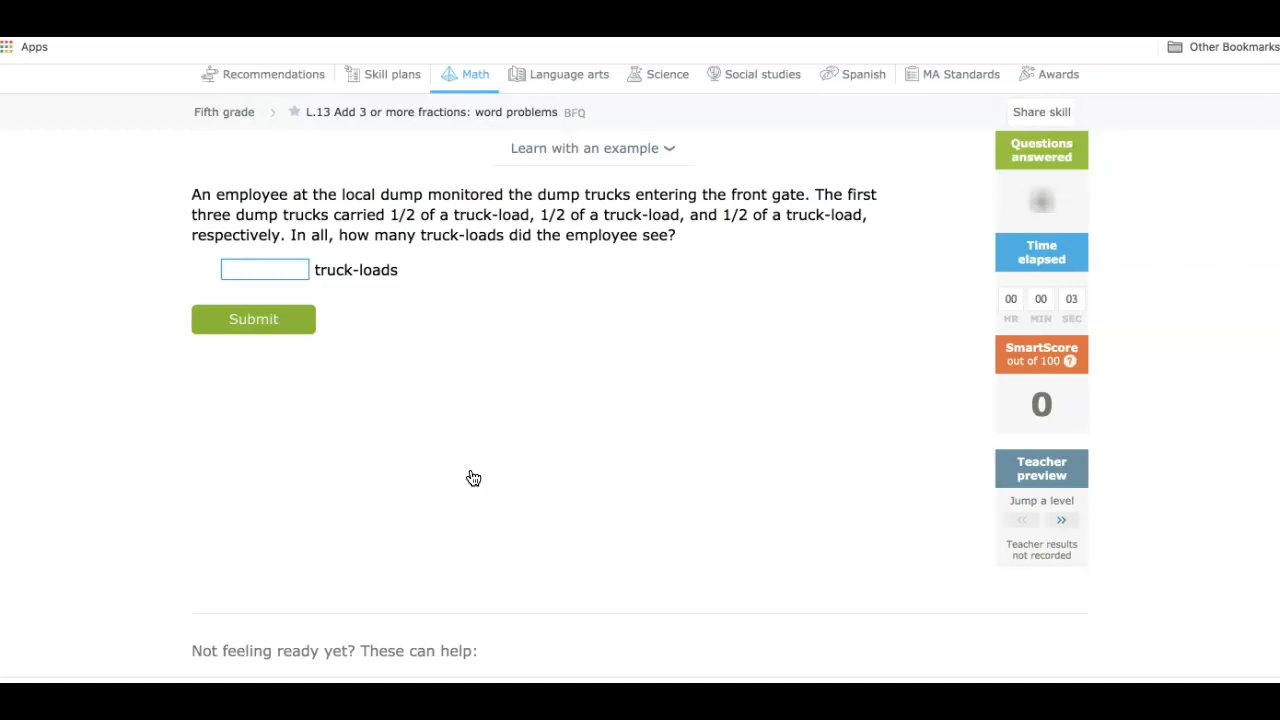 Apps
Other Bookmarks
Recommendations Skill plans Math Language arts Science Social studies Spanish MA Standards Awards
Fifth grade > L.13 Add 3 or more fractions: word problems BFQ
Share skill
Learn with an example
Questions
answered
An employee at the local dump monitored the dump trucks entering the front gate. The first
three dump trucks carried 1/2 of a truck-load, 1/2 of a truck-load, and 1/2 of a truck-load,
respectively. In all, how many truck-loads did the employee see?
truck-loads
Submit
Time
elapsed
00 00 03
HR MIN SEC
SmartScore
out of 100 ?
0
Teacher
preview
Jump a level
<< >>
Teacher results
not recorded
Not feeling ready yet? These can help: